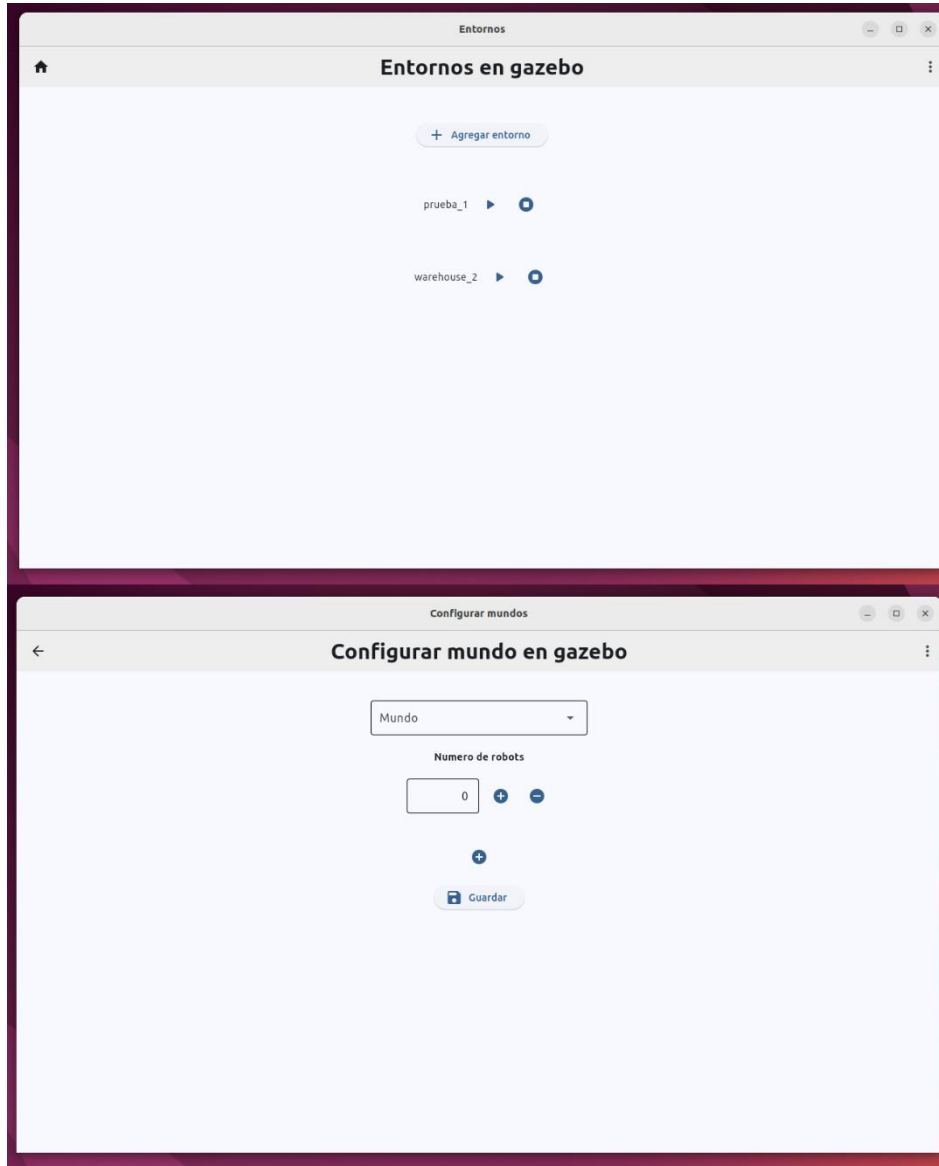 Entornos
Entornos en gazebo
Agregar entorno
prueba_1
warehouse_2
Configurar mundos
Configurar mundo en gazebo
Mundo
Numero de robots
0
Guardar